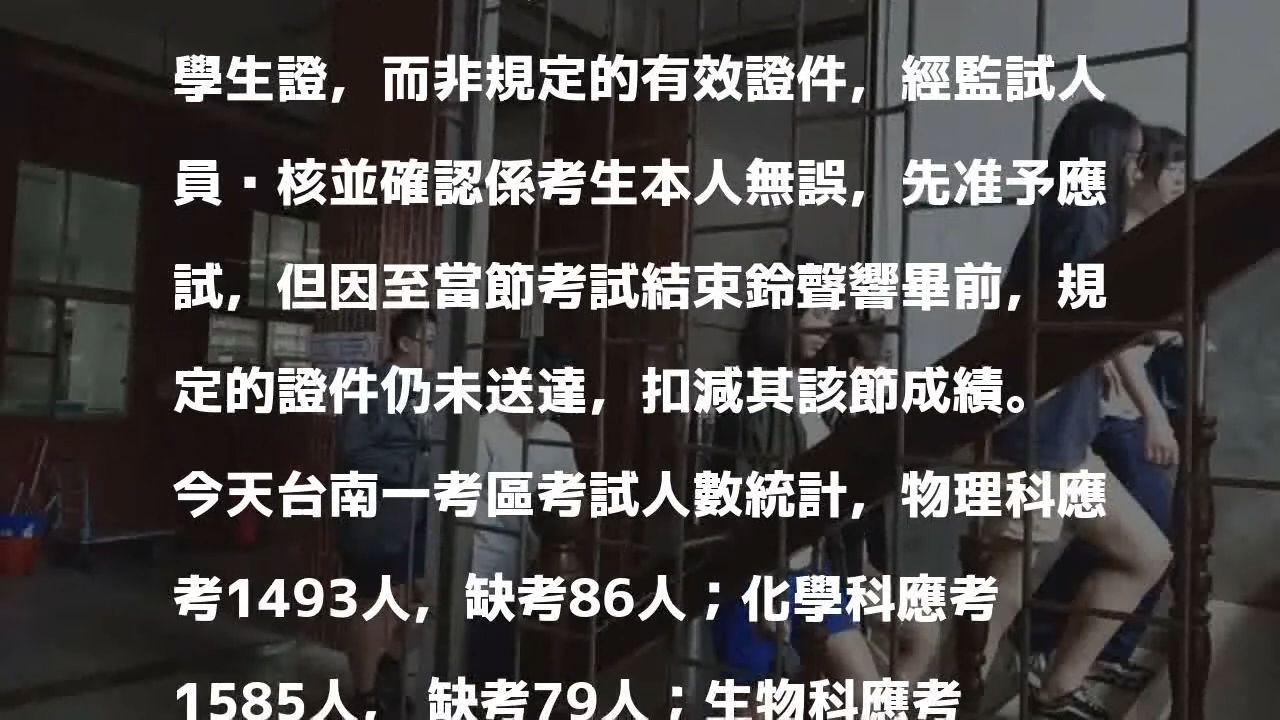 學生證，而非規定的有效證件，經監試人
員·核並確認係考生本人無誤，先准予應
試，但因至當節考試結束鈴聲響畢前，規
定的證件仍未送達，扣減其該節成績。
今天台南一考區考試人數統計，物理科應
考1493人，缺考86人；化學科應考
1585人，缺考79人；生物科應考